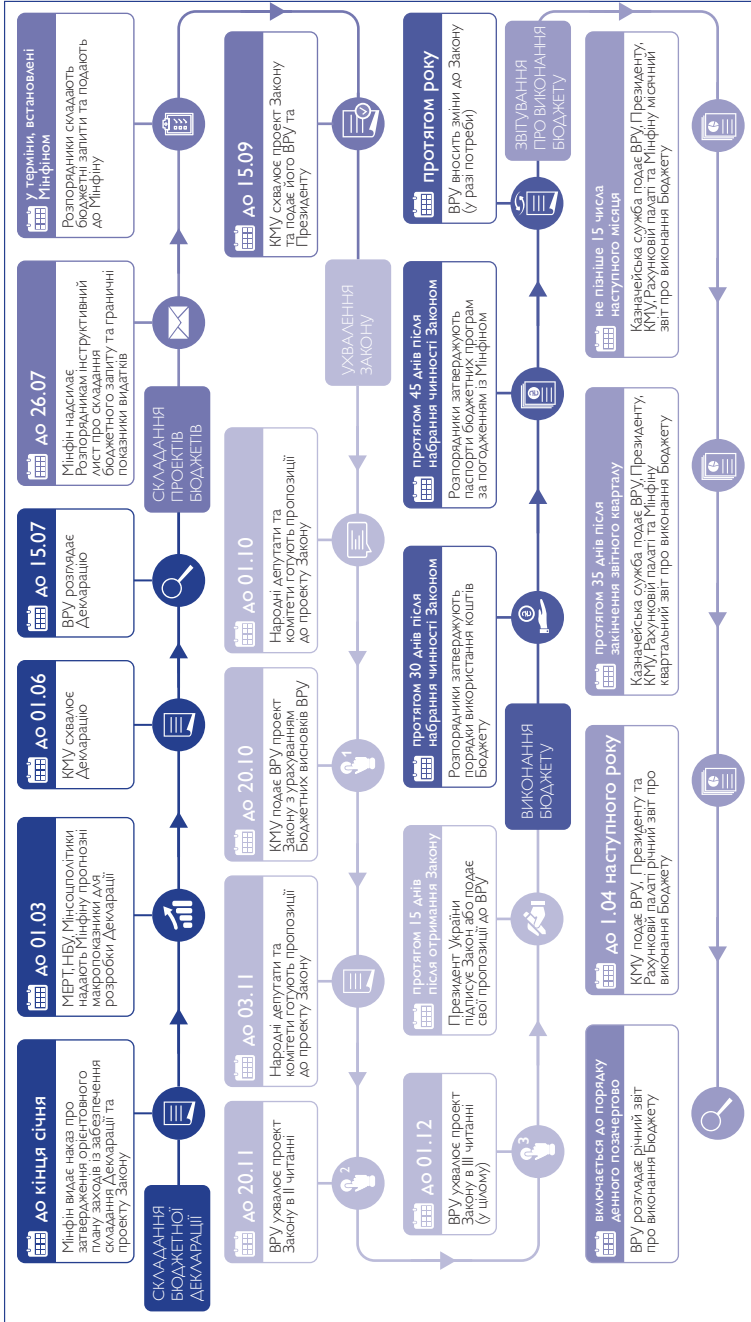 до кінця січня
Мінфін видає наказ про
затвердження орієнтовного
плану заходів із забезпечення
складання Декларації та
проекту Закону
СКЛАДАННЯ
БЮДЖЕТНОЇ
ДЕКЛАРАЦІЇ
до 01.03
МЕРТ, НБУ, Мінсоцполітики
надають Мінфіну прогнозні
макропоказники для
розробки Декларації
до 01.06
КМУ схвалює
Декларацію
до 15.07
ВРУ розглядає
Декларацію
СКЛАДАННЯ
ПРОЕКТІВ
БЮДЖЕТІВ
до 26.07
Мінфін надсилає
Розпорядникам інструктивний
лист про складання
бюджетного запиту та граничні
показники видатків
у терміни, встановлені
Мінфіном
Розпорядники складають
бюджетні запити та подають
до Мінфіну
до 15.09
КМУ схвалює проект Закону
та подає його ВРУ та
Президенту
УХВАЛЕННЯ
ЗАКОНУ
до 01.10
Народні депутати та
комітети готують пропозиції
до проекту Закону
до 20.10
КМУ подає ВРУ проект
Закону з урахуванням
Бюджетних висновків ВРУ
1
до 03.11
Народні депутати та
комітети готують пропозиції
до проекту Закону
до 20.11
ВРУ ухвалює проект
Закону в ІІ читанні
2
до 01.12
ВРУ ухвалює проект
Закону в ІІІ читанні
(у цілому)
3
протягом 15 днів
після отримання Закону
Президент України
підписує Закон або подає
свої пропозиції до ВРУ
ВИКОНАННЯ
БЮДЖЕТУ
протягом 30 днів після
набрання чинності Законом
Розпорядники затверджують
порядки використання коштів
Бюджету
₴
протягом 45 днів після
набрання чинності Законом
Розпорядники затверджують
паспорти бюджетних програм
за погодженням із Мінфіном
₴
протягом року
ВРУ вносить зміни до Закону
(у разі потреби)
ЗВІТУВАННЯ
ПРО ВИКОНАННЯ
БЮДЖЕТУ
не пізніше 15 числа
наступного місяця
Казначейська служба подає ВРУ, Президенту,
КМУ, Рахунковій палаті та Мінфіну місячний
звіт про виконання Бюджету
протягом 35 днів після
закінчення звітного кварталу
Казначейська служба подає ВРУ, Президенту,
КМУ, Рахунковій палаті та Мінфіну
квартальний звіт про виконання Бюджету
до 1.04 наступного року
КМУ подає ВРУ, Президенту та
Рахунковій палаті річний звіт про
виконання Бюджету
включається до порядку
денного позачергово
ВРУ розглядає річний звіт
про виконання Бюджету